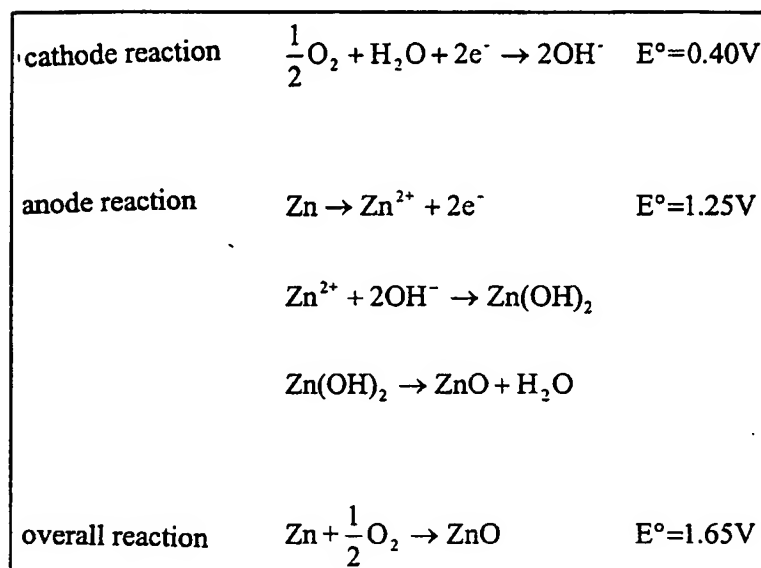 cathode reaction ½O₂ + H₂O + 2e⁻ → 2OH⁻ E°=0.40V
anode reaction Zn → Zn²⁺ + 2e⁻ E°=1.25V
Zn²⁺ + 2OH⁻ → Zn(OH)₂
Zn(OH)₂ → ZnO + H₂O
overall reaction Zn + ½O₂ → ZnO E°=1.65V